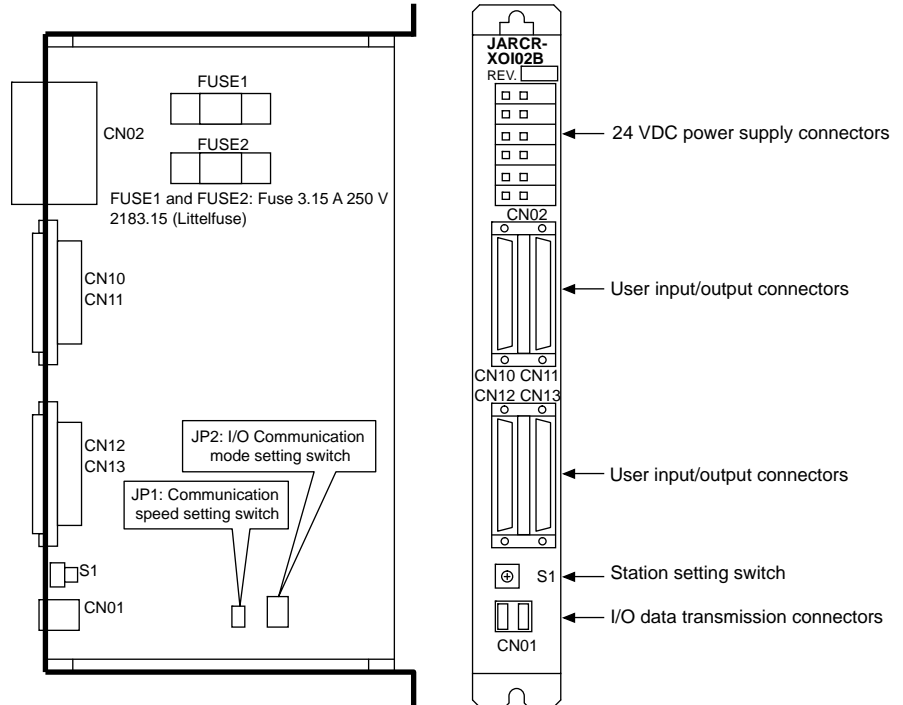 FUSE1
CN02
FUSE2
FUSE1 and FUSE2: Fuse 3.15 A 250 V
2183.15 (Littelfuse)
CN10
CN11
CN12
CN13
JP2: I/O Communication
mode setting switch
JP1: Communication
speed setting switch
S1
CN01
JARCR-
XOI02B
REV.
24 VDC power supply connectors
CN02
User input/output connectors
CN10 CN11
CN12 CN13
User input/output connectors
S1
Station setting switch
I/O data transmission connectors
CN01